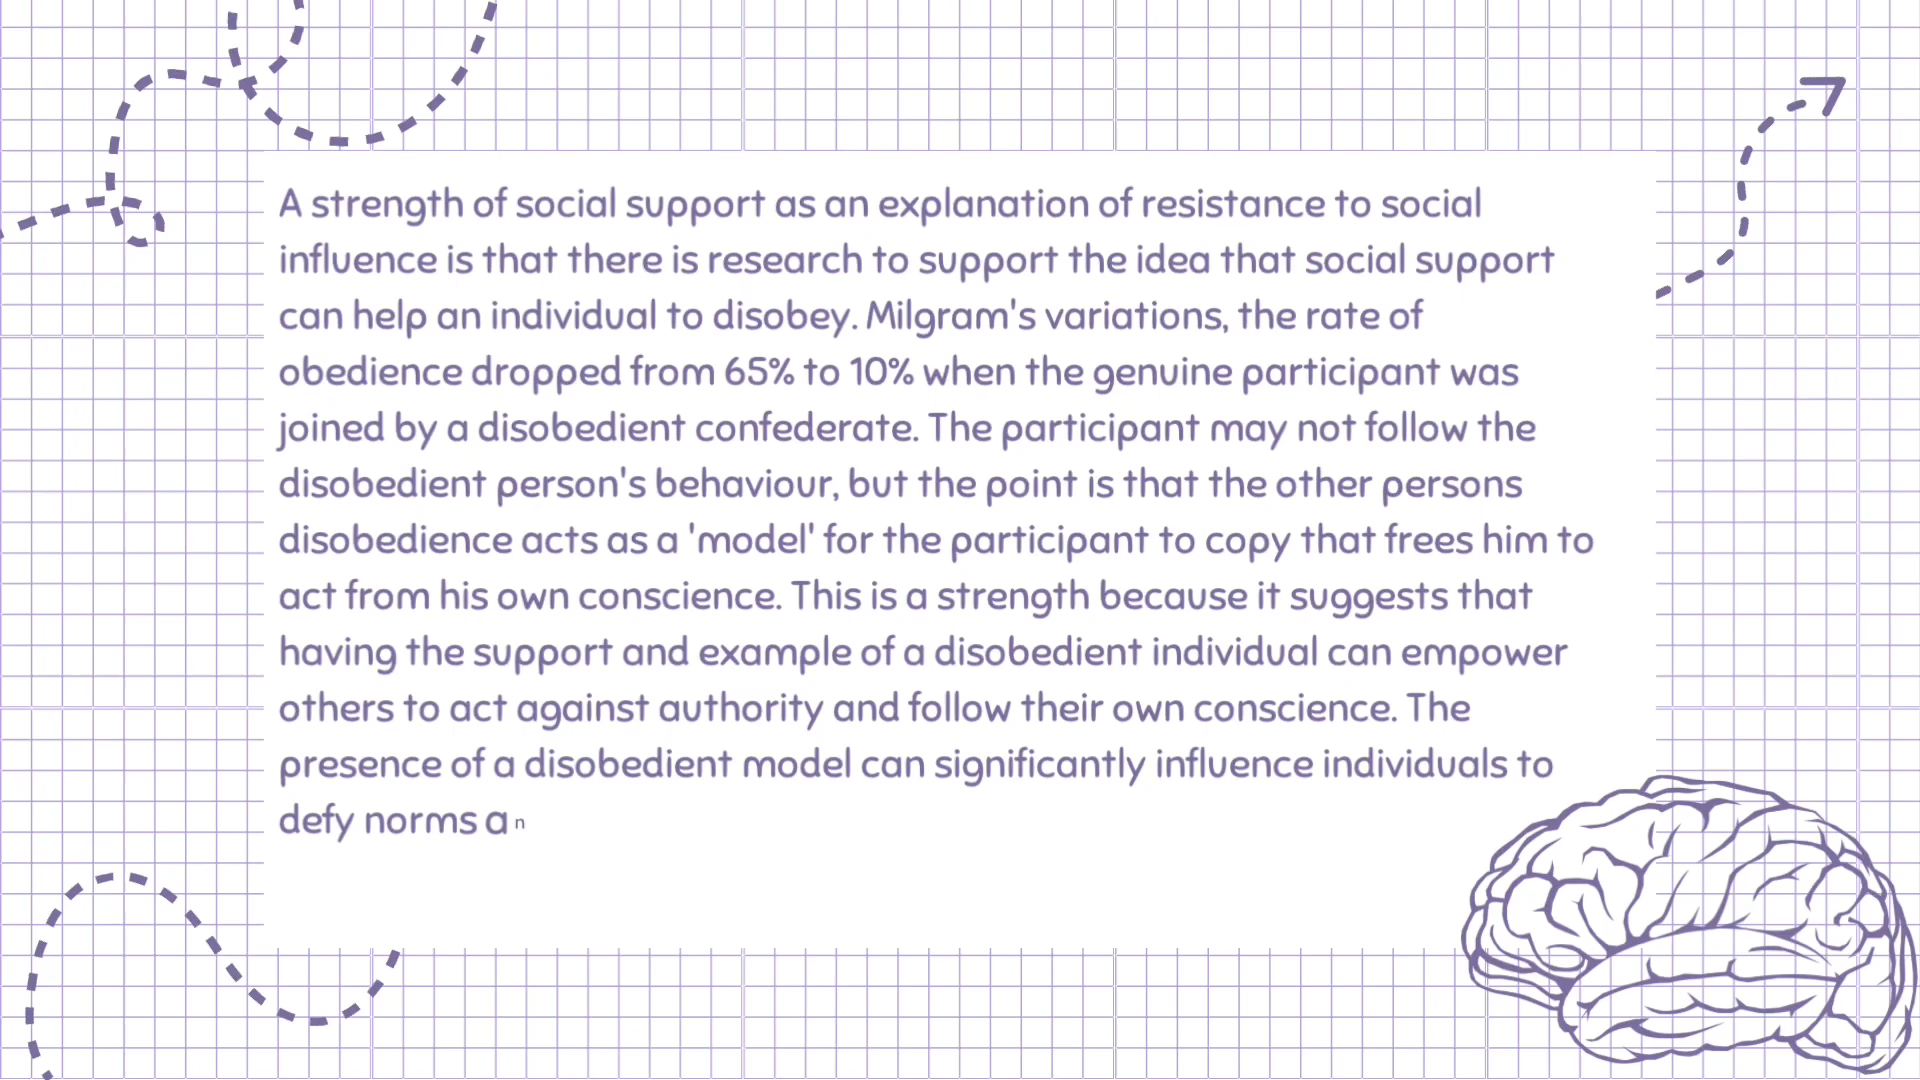 A strength of social support as an explanation of resistance to social
influence is that there is research to support the idea that social support
can help an individual to disobey. Milgram's variations, the rate of
obedience dropped from 65% to 10% when the genuine participant was
joined by a disobedient confederate. The participant may not follow the
disobedient person's behaviour, but the point is that the other persons
disobedience acts as a 'model' for the participant to copy that frees him to
act from his own conscience. This is a strength because it suggests that
having the support and example of a disobedient individual can empower
others to act against authority and follow their own conscience. The
presence of a disobedient model can significantly influence individuals to
defy norms an